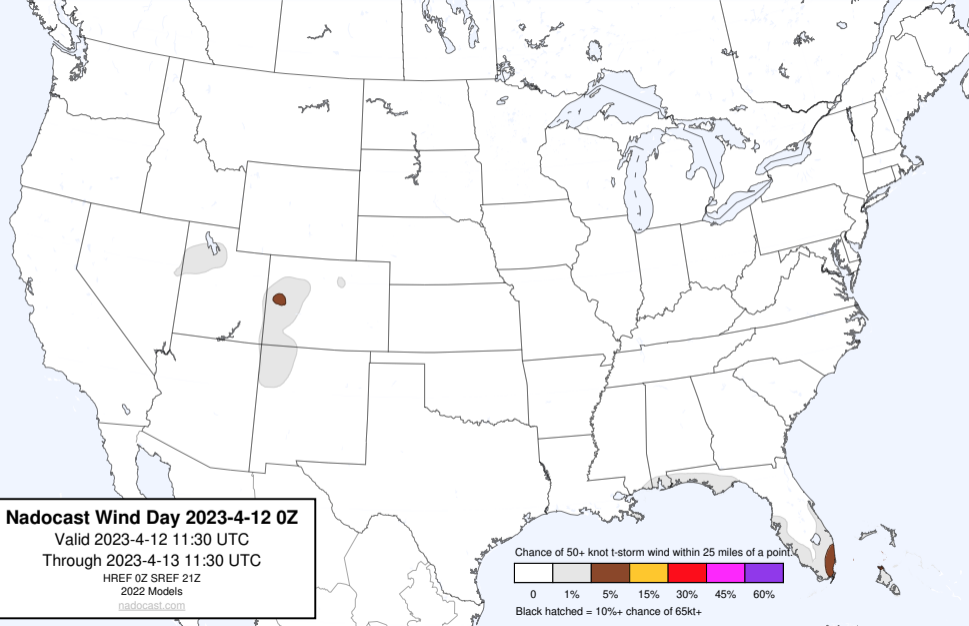 Nadocast Wind Day 2023-4-12 0Z
Valid 2023-4-12 11:30 UTC
Through 2023-4-13 11:30 UTC
HREF 0Z SREF 21Z
2022 Models
nadocast.com
Chance of 50+ knot t-storm wind within 25 miles of a point.
0 1% 5% 15% 30% 45% 60%
Black hatched = 10%+ chance of 65kt+